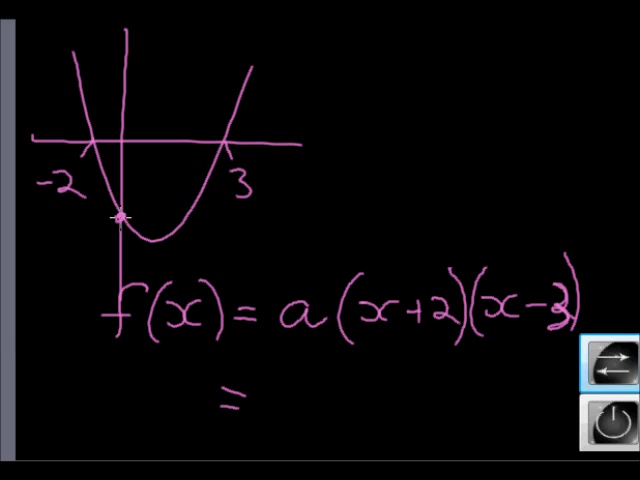 -2 3
f(x) = a(x+2)(x-3)
=